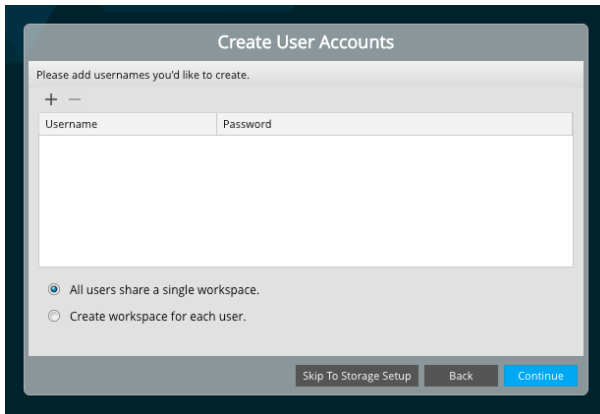 Create User Accounts
Please add usernames you'd like to create.
Username Password
All users share a single workspace.
Create workspace for each user.
Skip To Storage Setup Back Continue